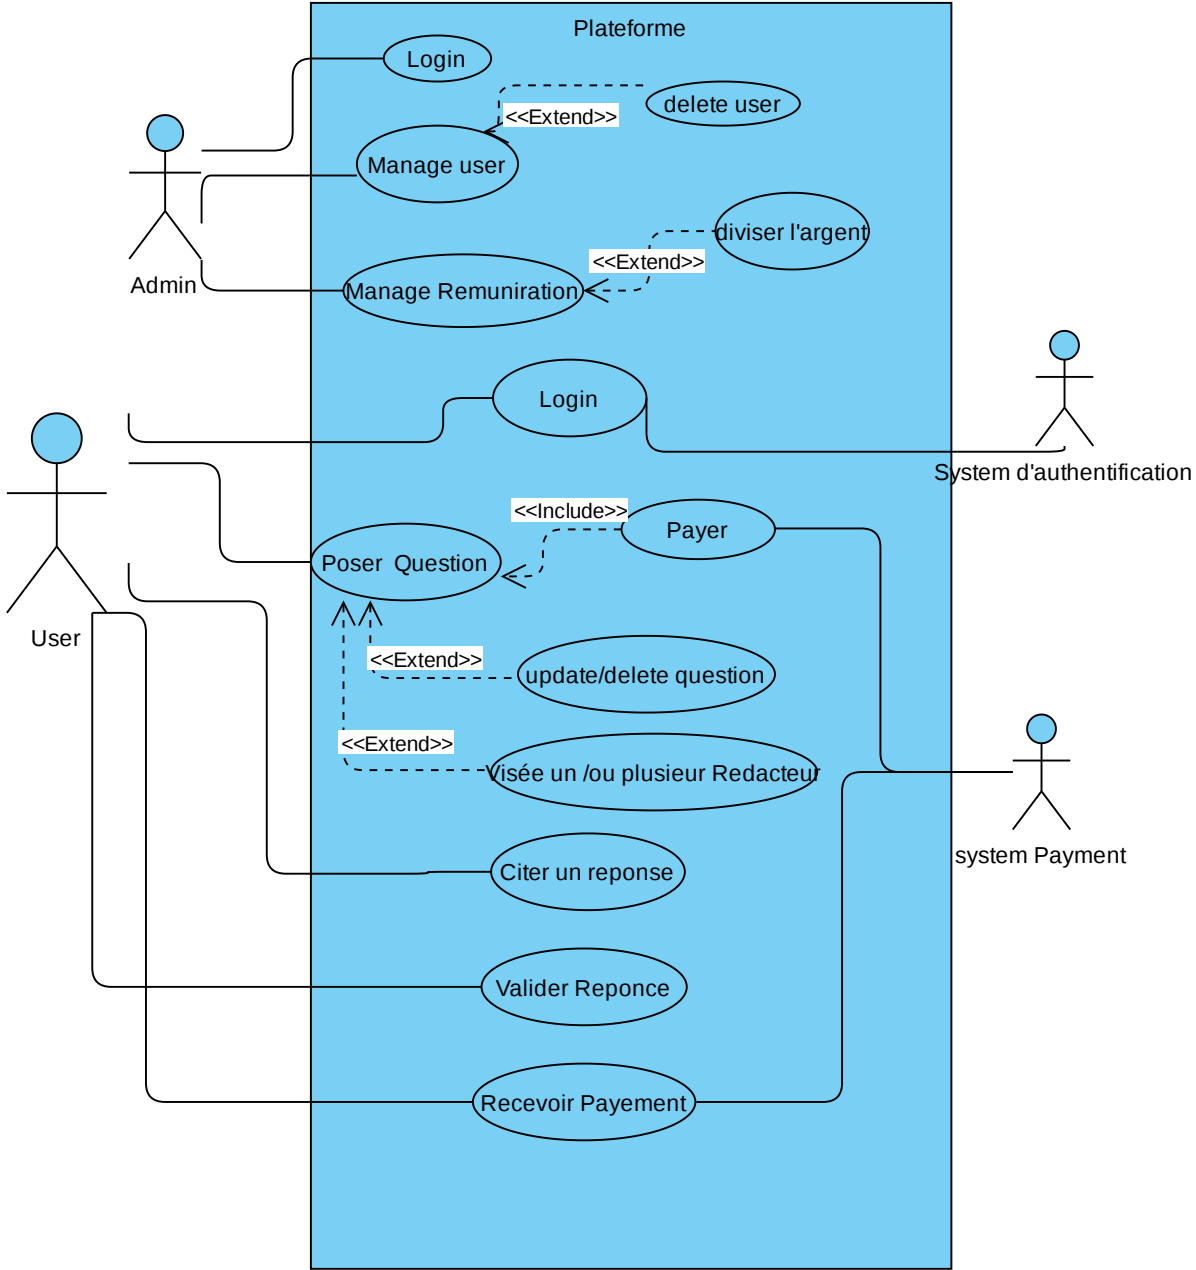 Plateforme
Login
delete user
<<Extend>>
Manage user
diviser l'argent
<<Extend>>
Admin
Manage Remuniration
Login
System d'authentification
<<Include>>
Payer
Poser Question
User
<<Extend>>
update/delete question
<<Extend>>
Visée un /ou plusieur Redacteur
system Payment
Citer un reponse
Valider Reponce
Recevoir Payement